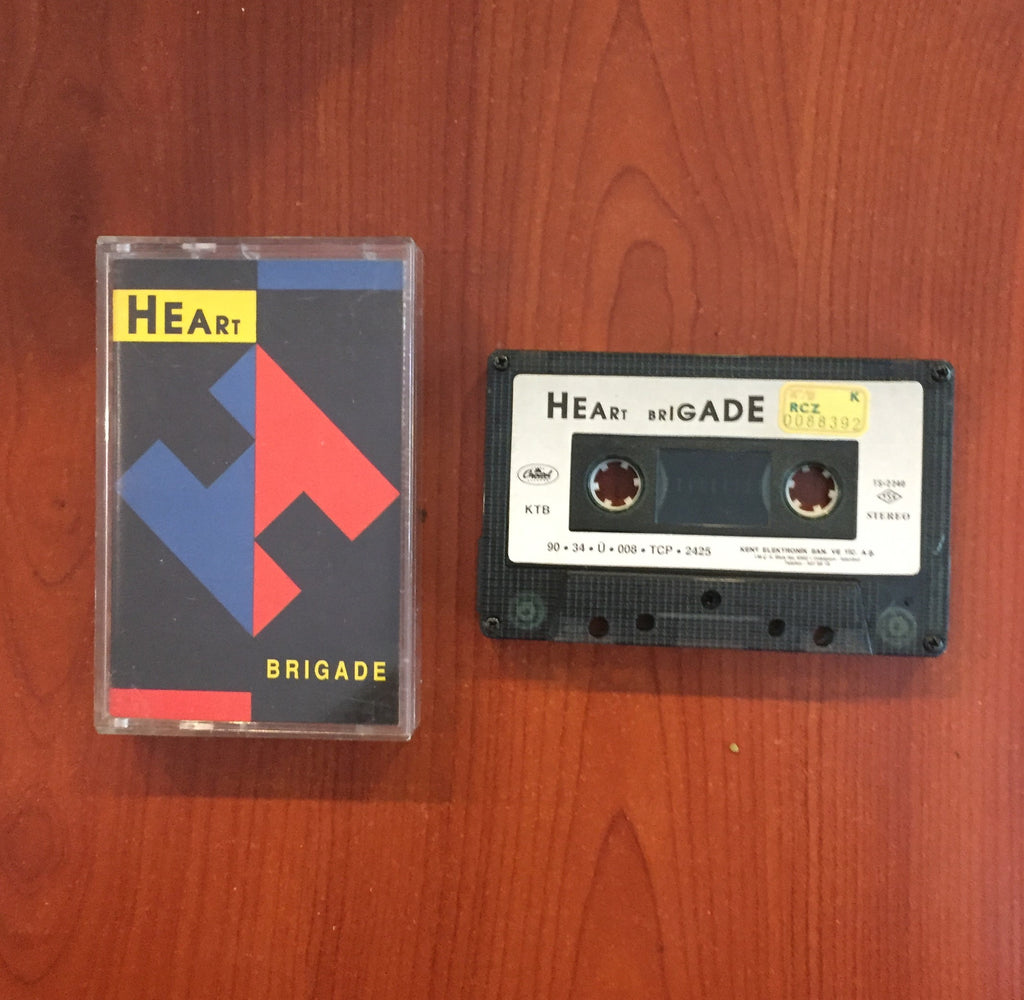 HEART
BRIGADE
HEART BRIGADE
K
RCZ
0088392
Capitol
KTB
TS-2240
TSE
STEREO
90 • 34 • Ü • 008 • TCP • 2425
KENT ELEKTRONİK SAN. VE TİC. A.Ş.